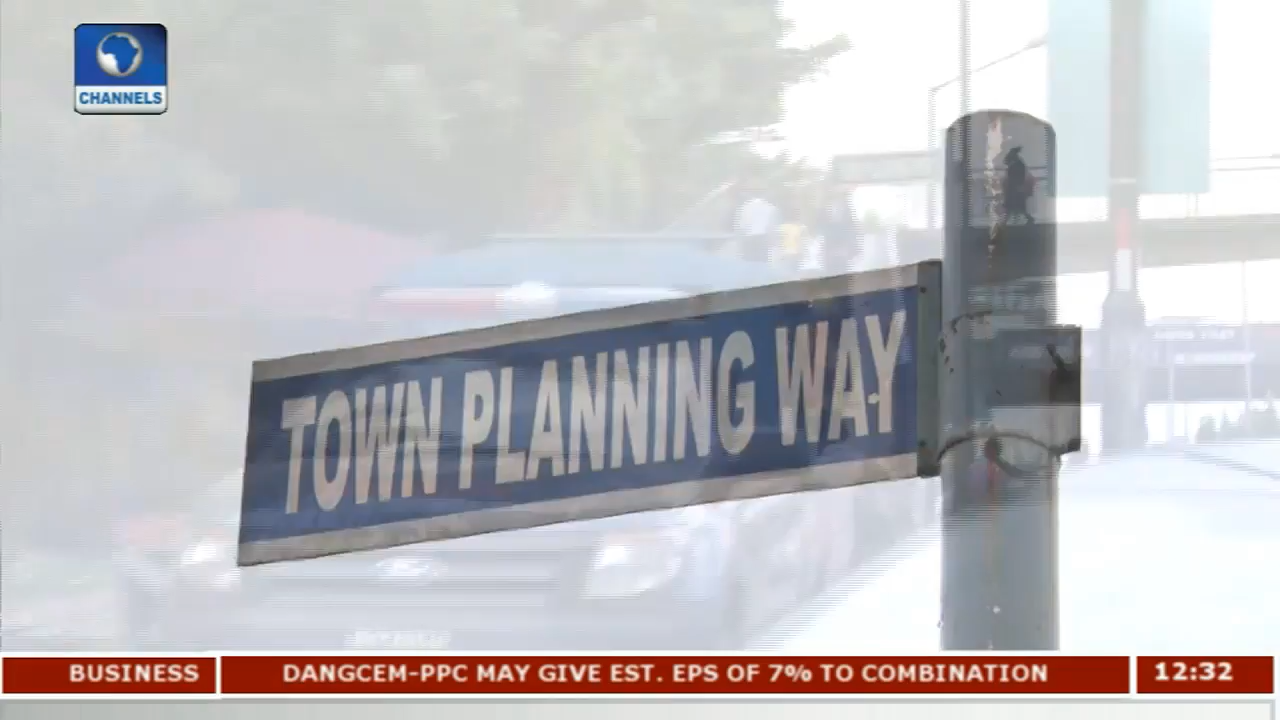 CHANNELS
TOWN PLANNING WAY
BUSINESS
DANGCEM-PPC MAY GIVE EST. EPS OF 7% TO COMBINATION
12:32